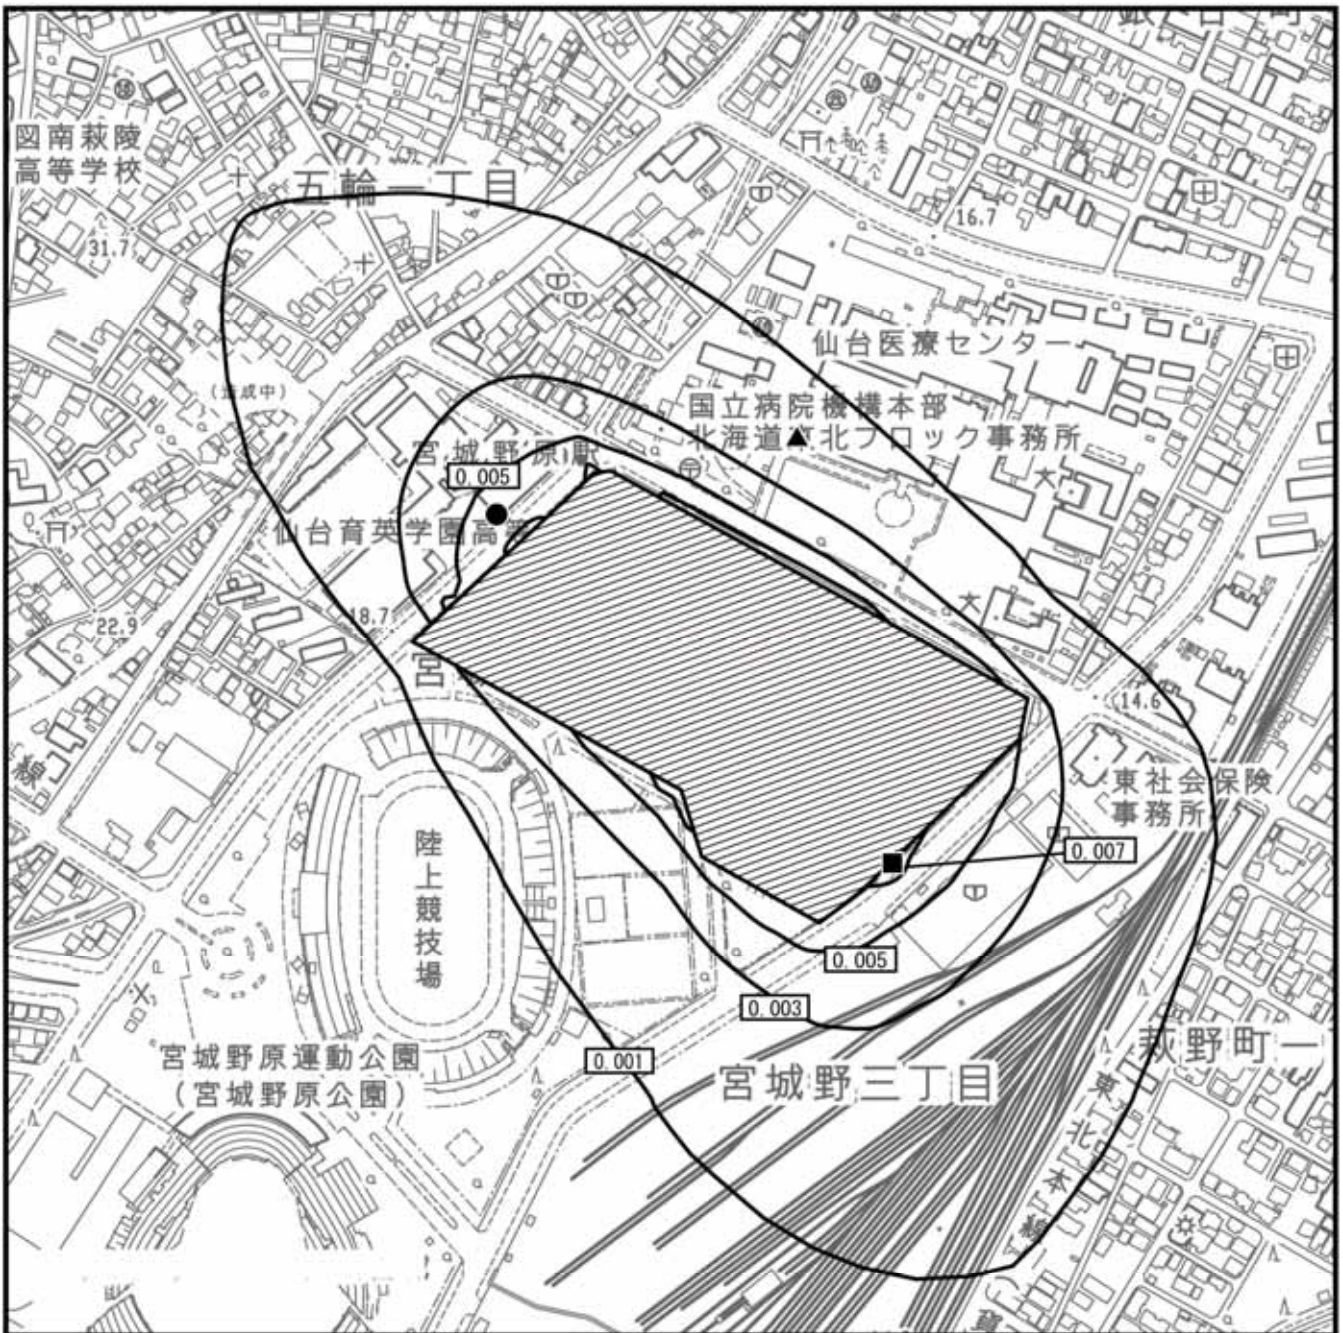 図南萩陵
高等学校
五輪一丁目
31.7
16.7
仙台医療センター
(造成中)
国立病院機構本部
北海道東北ブロック事務所
宮城野原駅
0.005
仙台育英学園高等
18.7
22.9
宮
14.6
線
東社会保険
事務所
0.007
陸上競技場
0.005
0.003
0.001
宮城野原運動公園
(宮城野原公園)
宮城野三丁目
萩野町一
東北本線
貨